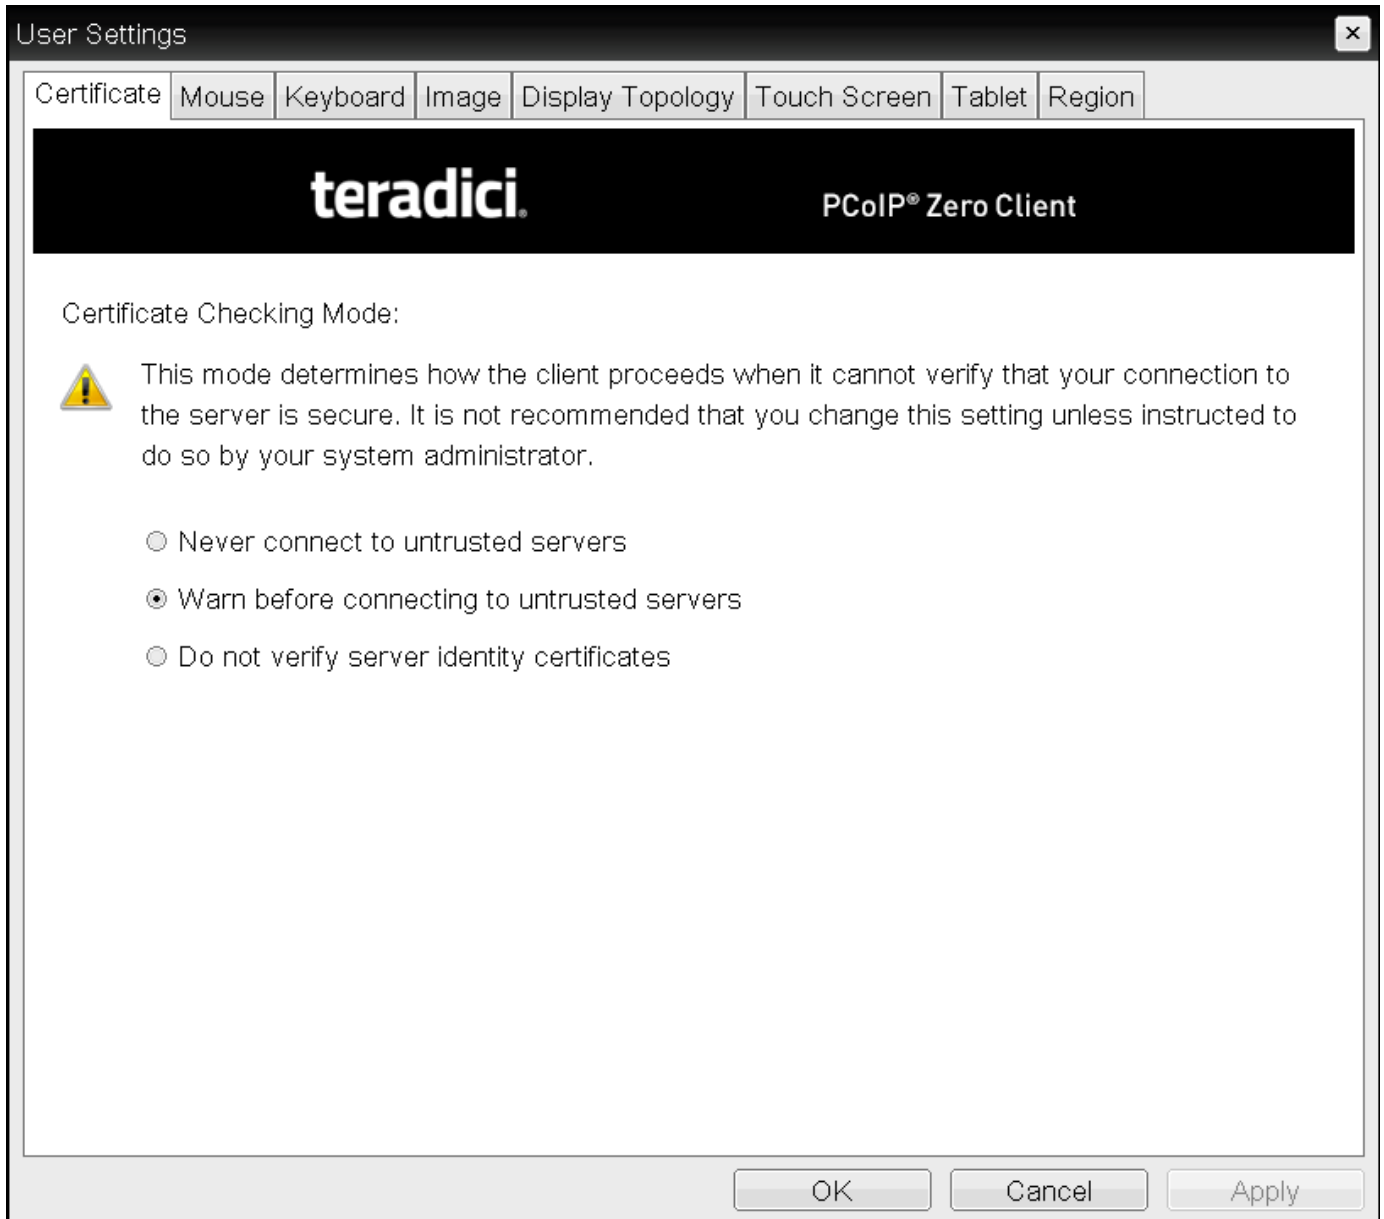 User Settings
Certificate Mouse Keyboard Image Display Topology Touch Screen Tablet Region
teradici. PCoIP® Zero Client
Certificate Checking Mode:
This mode determines how the client proceeds when it cannot verify that your connection to
the server is secure. It is not recommended that you change this setting unless instructed to
do so by your system administrator.
Never connect to untrusted servers
Warn before connecting to untrusted servers
Do not verify server identity certificates
OK Cancel Apply